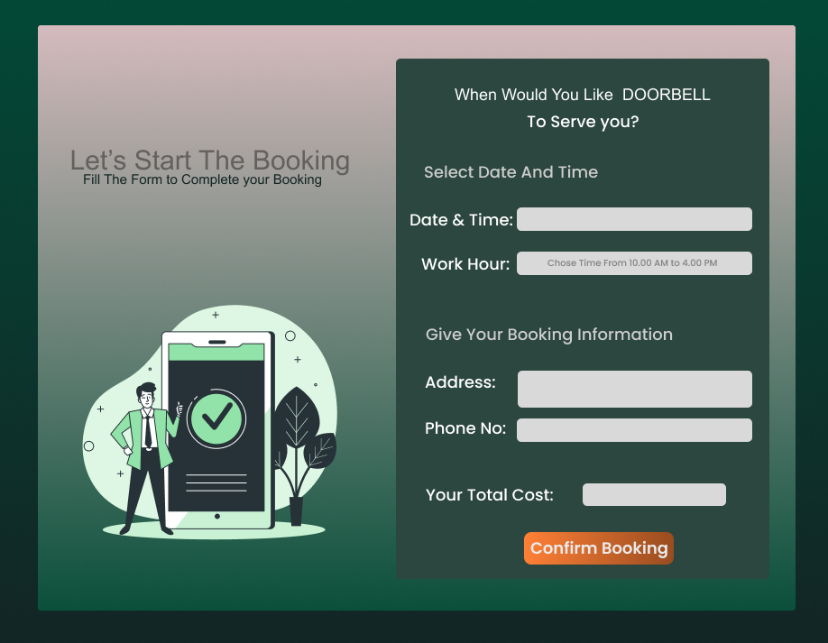 Let's Start The Booking
Fill The Form to Complete your Booking
When Would You Like DOORBELL
To Serve you?
Select Date And Time
Date & Time:
Work Hour: Chose Time From 10.00 AM to 4.00 PM
Give Your Booking Information
Address:
Phone No:
Your Total Cost:
Confirm Booking